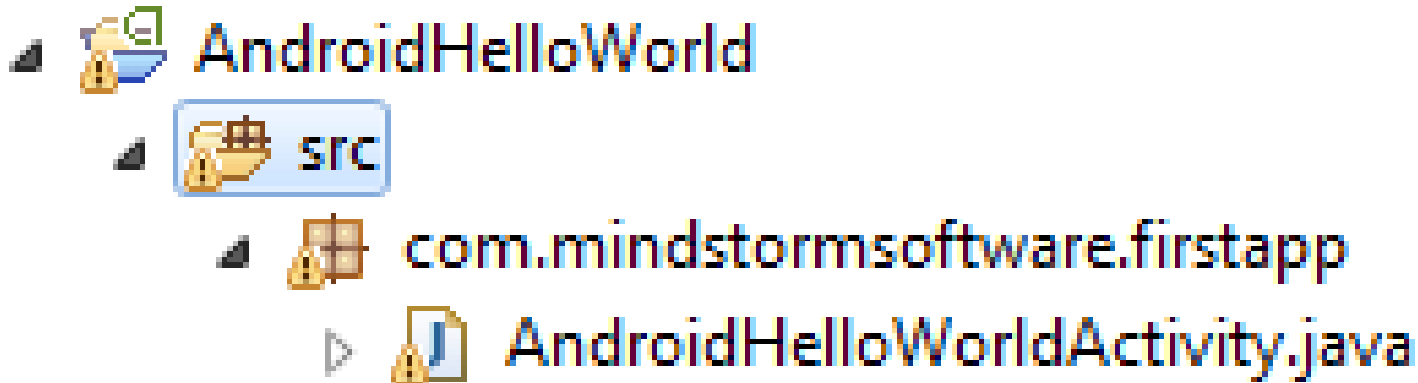 AndroidHelloWorld
src
com.mindstormsoftware.firstapp
AndroidHelloWorldActivity.java